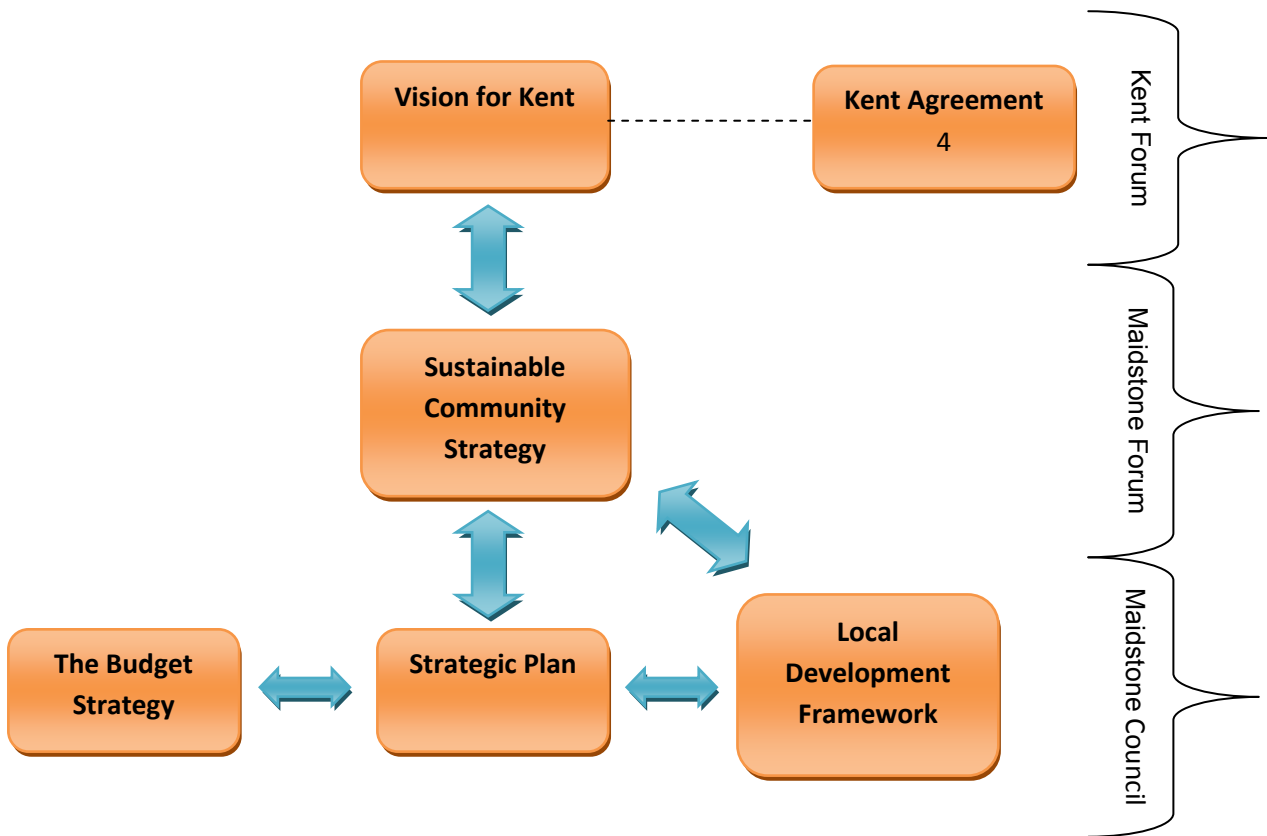 Vision for Kent
Kent Agreement
4
Kent Forum
Sustainable
Community
Strategy
Maidstone Forum
The Budget
Strategy
Strategic Plan
Local
Development
Framework
Maidstone Council